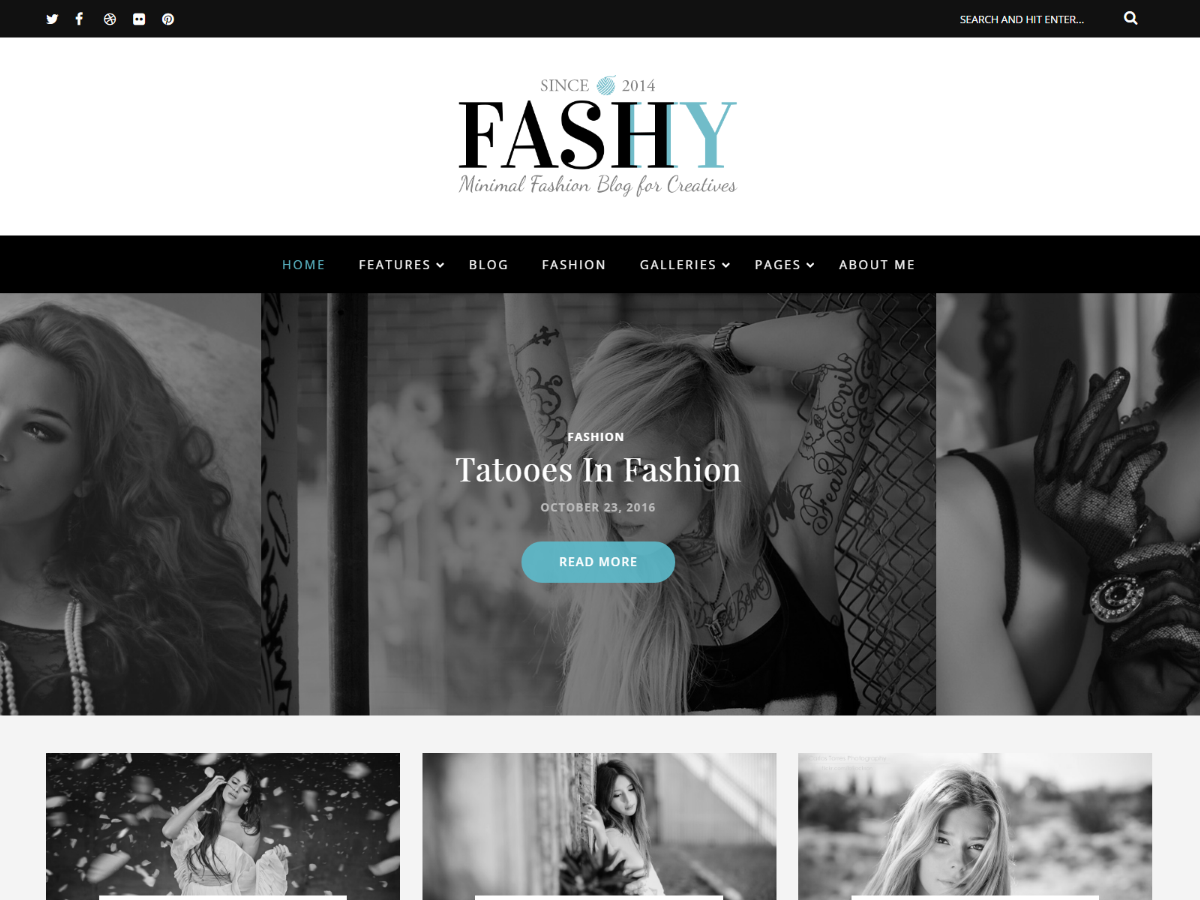 SEARCH AND HIT ENTER...
SINCE 2014
FASHY
Minimal Fashion Blog for Creatives
HOME FEATURES BLOG FASHION GALLERIES PAGES ABOUT ME
FASHION
Tatooes In Fashion
OCTOBER 23, 2016
READ MORE